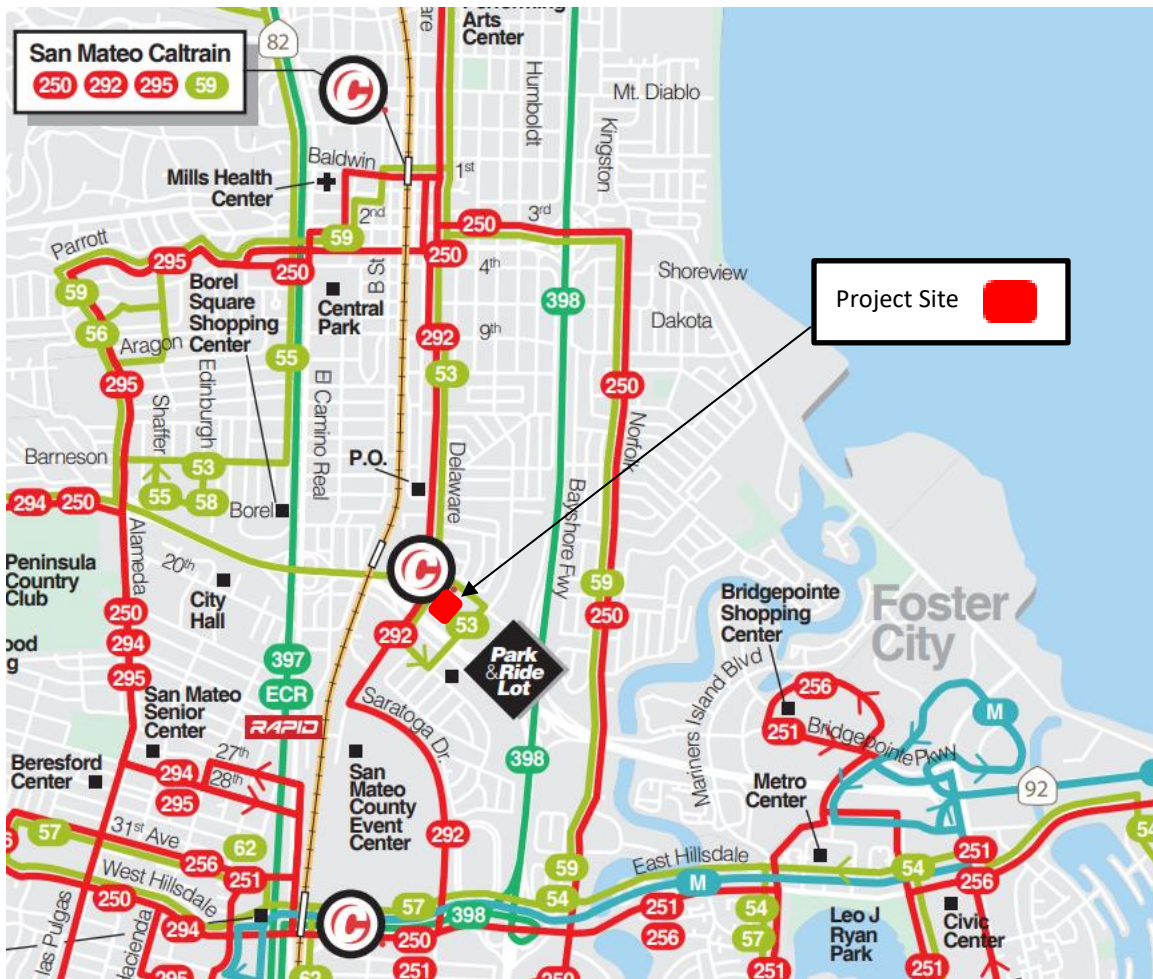 Performing
Arts
Center
San Mateo Caltrain
250 292 295 59
82
C
Humboldt
Mt. Diablo
Kingston
Baldwin
1st
Mills Health
Center
2nd
3rd
250
59
Parrott
295
250
250
4th
B St
Shoreview
Project Site
59
Borel
Square
Shopping
Center
Central
Park
398
Dakota
56
292
9th
Aragon
55
53
295
Edinburgh
El Camino Real
250
Shaffer
Norfolk
Barneson
53
P.O.
Delaware
55
58
294
250
Borel
Bayshore Fwy
Alameda
20th
C
Peninsula
Country
Club
City
Hall
59
Bridgepointe
Shopping
Center
Foster
City
250
250
292
53
294
397
Park
&Ride
Lot
295
ECR
Mariners Island Blvd
256
San Mateo
Senior
Center
RAPID
Saratoga Dr.
M
251
Bridgepointe Pkwy
27th
398
Beresford
Center
294
28th
San
Mateo
County
Event
Center
Metro
Center
92
295
57
31st Ave
62
292
54
256
251
East Hillsdale
251
59
54
West Hillsdale
M
256
250
57
54
251
54
294
C
398
250
256
57
Leo J
Ryan
Park
Civic
Center
las Pulgas
Hacienda
295
251
250
251
251